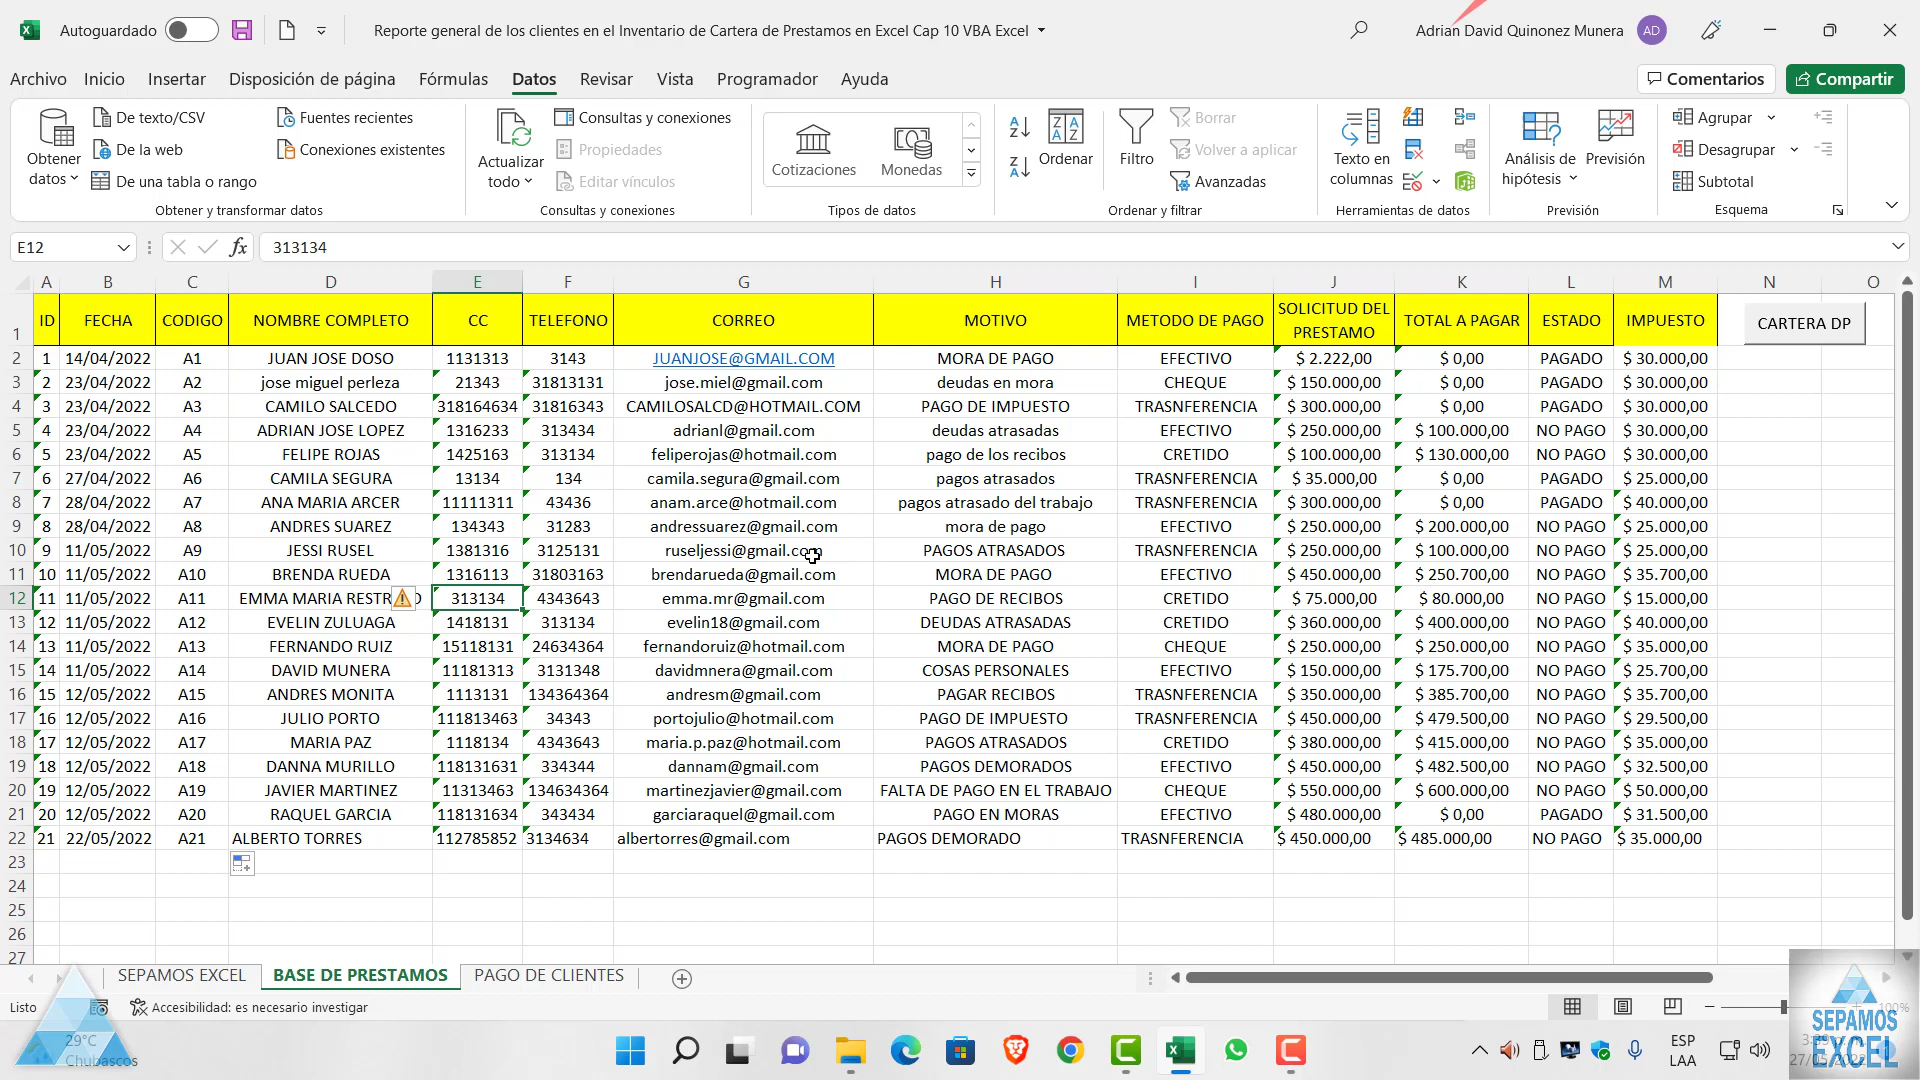 Autoguardado
Reporte general de los clientes en el Inventario de Cartera de Prestamos en Excel Cap 10 VBA Excel
Adrian David Quinonez Munera AD
Archivo Inicio Insertar Disposición de página Fórmulas Datos Revisar Vista Programador Ayuda
Comentarios Compartir
Obtener datos
De texto/CSV
De la web
De una tabla o rango
Fuentes recientes
Conexiones existentes
Obtener y transformar datos
Actualizar todo
Consultas y conexiones
Propiedades
Editar vínculos
Consultas y conexiones
Cotizaciones Monedas
Tipos de datos
Ordenar
Filtro
Borrar
Volver a aplicar
Avanzadas
Ordenar y filtrar
Texto en columnas
Herramientas de datos
Análisis de hipótesis
Previsión
Previsión
Agrupar
Desagrupar
Subtotal
Esquema
E12 fx 313134
A B C D E F G H I J K L M N O
1 ID FECHA CODIGO NOMBRE COMPLETO CC TELEFONO CORREO MOTIVO METODO DE PAGO SOLICITUD DEL PRESTAMO TOTAL A PAGAR ESTADO IMPUESTO CARTERA DP
2 1 14/04/2022 A1 JUAN JOSE DOSO 1131313 3143 JUANJOSE@GMAIL.COM MORA DE PAGO EFECTIVO $ 2.222,00 $ 0,00 PAGADO $ 30.000,00
3 2 23/04/2022 A2 jose miguel perleza 21343 31813131 jose.miel@gmail.com deudas en mora CHEQUE $ 150.000,00 $ 0,00 PAGADO $ 30.000,00
4 3 23/04/2022 A3 CAMILO SALCEDO 318164634 31816343 CAMILOSALCD@HOTMAIL.COM PAGO DE IMPUESTO TRASNFERENCIA $ 300.000,00 $ 0,00 PAGADO $ 30.000,00
5 4 23/04/2022 A4 ADRIAN JOSE LOPEZ 1316233 313434 adrianl@gmail.com deudas atrasadas EFECTIVO $ 250.000,00 $ 100.000,00 NO PAGO $ 30.000,00
6 5 23/04/2022 A5 FELIPE ROJAS 1425163 313134 feliperojas@hotmail.com pago de los recibos CRETIDO $ 100.000,00 $ 130.000,00 NO PAGO $ 30.000,00
7 6 27/04/2022 A6 CAMILA SEGURA 13134 134 camila.segura@gmail.com pagos atrasados TRASNFERENCIA $ 35.000,00 $ 0,00 PAGADO $ 25.000,00
8 7 28/04/2022 A7 ANA MARIA ARCER 11111311 43436 anam.arce@hotmail.com pagos atrasado del trabajo TRASNFERENCIA $ 300.000,00 $ 0,00 PAGADO $ 40.000,00
9 8 28/04/2022 A8 ANDRES SUAREZ 134343 31283 andressuarez@gmail.com mora de pago EFECTIVO $ 250.000,00 $ 200.000,00 NO PAGO $ 25.000,00
10 9 11/05/2022 A9 JESSI RUSEL 1381316 3125131 ruseljessi@gmail.com PAGOS ATRASADOS TRASNFERENCIA $ 250.000,00 $ 100.000,00 NO PAGO $ 25.000,00
11 10 11/05/2022 A10 BRENDA RUEDA 1316113 31803163 brendarueda@gmail.com MORA DE PAGO EFECTIVO $ 450.000,00 $ 250.700,00 NO PAGO $ 35.700,00
12 11 11/05/2022 A11 EMMA MARIA RESTR 313134 4343643 emma.mr@gmail.com PAGO DE RECIBOS CRETIDO $ 75.000,00 $ 80.000,00 NO PAGO $ 15.000,00
13 12 11/05/2022 A12 EVELIN ZULUAGA 1418131 313134 evelin18@gmail.com DEUDAS ATRASADAS CRETIDO $ 360.000,00 $ 400.000,00 NO PAGO $ 40.000,00
14 13 11/05/2022 A13 FERNANDO RUIZ 15118131 24634364 fernandoruiz@hotmail.com MORA DE PAGO CHEQUE $ 250.000,00 $ 250.000,00 NO PAGO $ 35.000,00
15 14 11/05/2022 A14 DAVID MUNERA 11181313 3131348 davidmnera@gmail.com COSAS PERSONALES EFECTIVO $ 150.000,00 $ 175.700,00 NO PAGO $ 25.700,00
16 15 12/05/2022 A15 ANDRES MONITA 1113131 134364364 andresm@gmail.com PAGAR RECIBOS TRASNFERENCIA $ 350.000,00 $ 385.700,00 NO PAGO $ 35.700,00
17 16 12/05/2022 A16 JULIO PORTO 111813463 34343 portojulio@hotmail.com PAGO DE IMPUESTO TRASNFERENCIA $ 450.000,00 $ 479.500,00 NO PAGO $ 29.500,00
18 17 12/05/2022 A17 MARIA PAZ 1118134 4343643 maria.p.paz@hotmail.com PAGOS ATRASADOS CRETIDO $ 380.000,00 $ 415.000,00 NO PAGO $ 35.000,00
19 18 12/05/2022 A18 DANNA MURILLO 118131631 334344 dannam@gmail.com PAGOS DEMORADOS EFECTIVO $ 450.000,00 $ 482.500,00 NO PAGO $ 32.500,00
20 19 12/05/2022 A19 JAVIER MARTINEZ 11313463 134634364 martinezjavier@gmail.com FALTA DE PAGO EN EL TRABAJO CHEQUE $ 550.000,00 $ 600.000,00 NO PAGO $ 50.000,00
21 20 12/05/2022 A20 RAQUEL GARCIA 118131634 343434 garciaraquel@gmail.com PAGO EN MORAS EFECTIVO $ 480.000,00 $ 0,00 PAGADO $ 31.500,00
22 21 22/05/2022 A21 ALBERTO TORRES 112785852 3134634 albertorres@gmail.com PAGOS DEMORADO TRASNFERENCIA $ 450.000,00 $ 485.000,00 NO PAGO $ 35.000,00
23
24
25
26
27
SEPAMOS EXCEL BASE DE PRESTAMOS PAGO DE CLIENTES
Listo Accesibilidad: es necesario investigar 100%
29°C
Chubascos
ESP
LAA
SEPAMOS
EXCEL